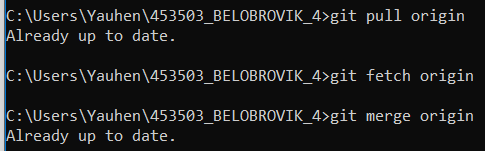 C:\Users\Yauhen\453503_BELOBROVIK_4>git pull origin
Already up to date.
C:\Users\Yauhen\453503_BELOBROVIK_4>git fetch origin
C:\Users\Yauhen\453503_BELOBROVIK_4>git merge origin
Already up to date.